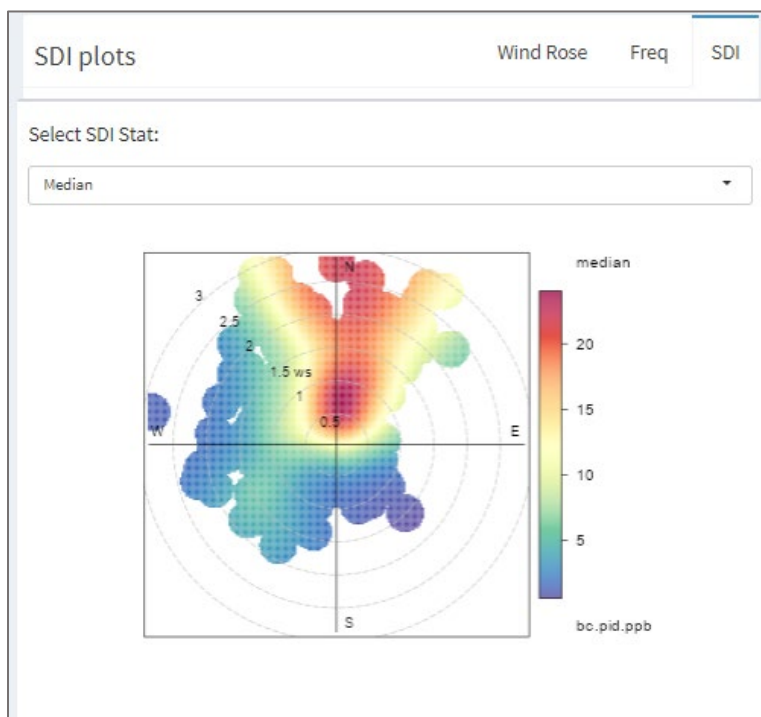 SDI plots
Wind Rose
Freq
SDI
Select SDI Stat:
Median
median
N
3
2.5
2
1.5 ws
1
0.5
W
E
S
20
15
10
5
bc.pid.ppb